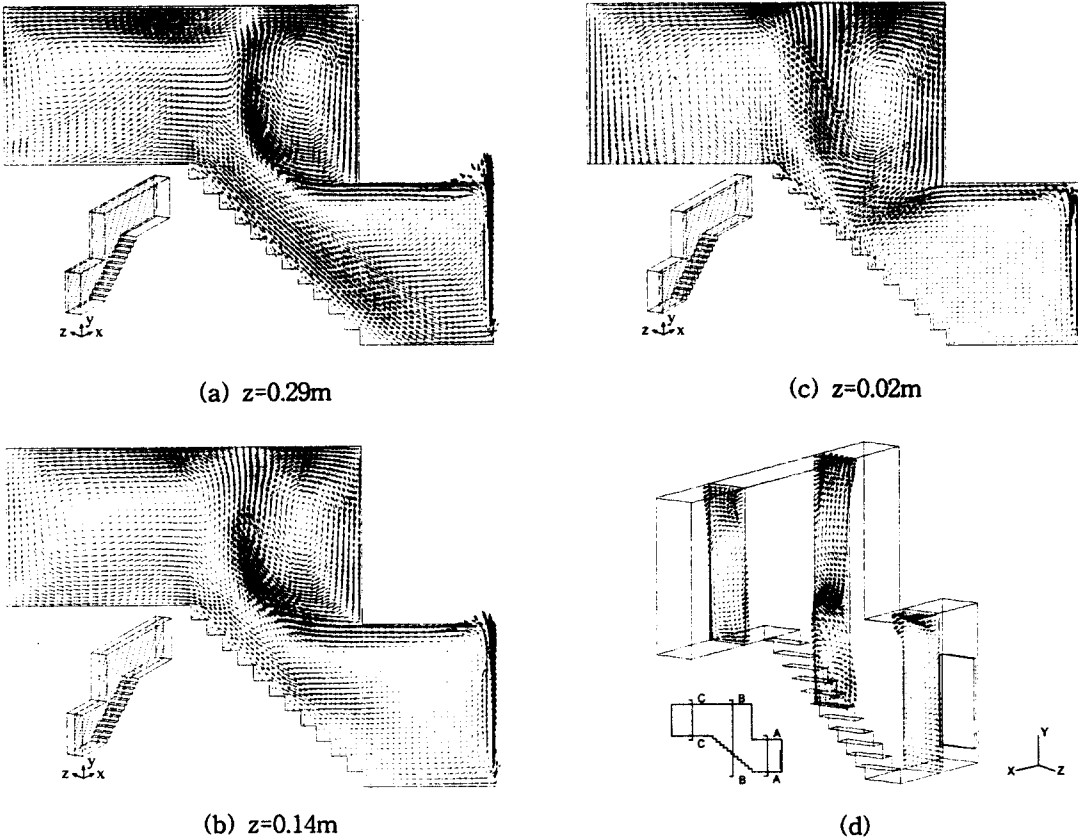 y
z x
(a) z=0.29m
y
z x
(c) z=0.02m
y
z x
(b) z=0.14m
C B
A
C
B A
Y
X Z
(d)